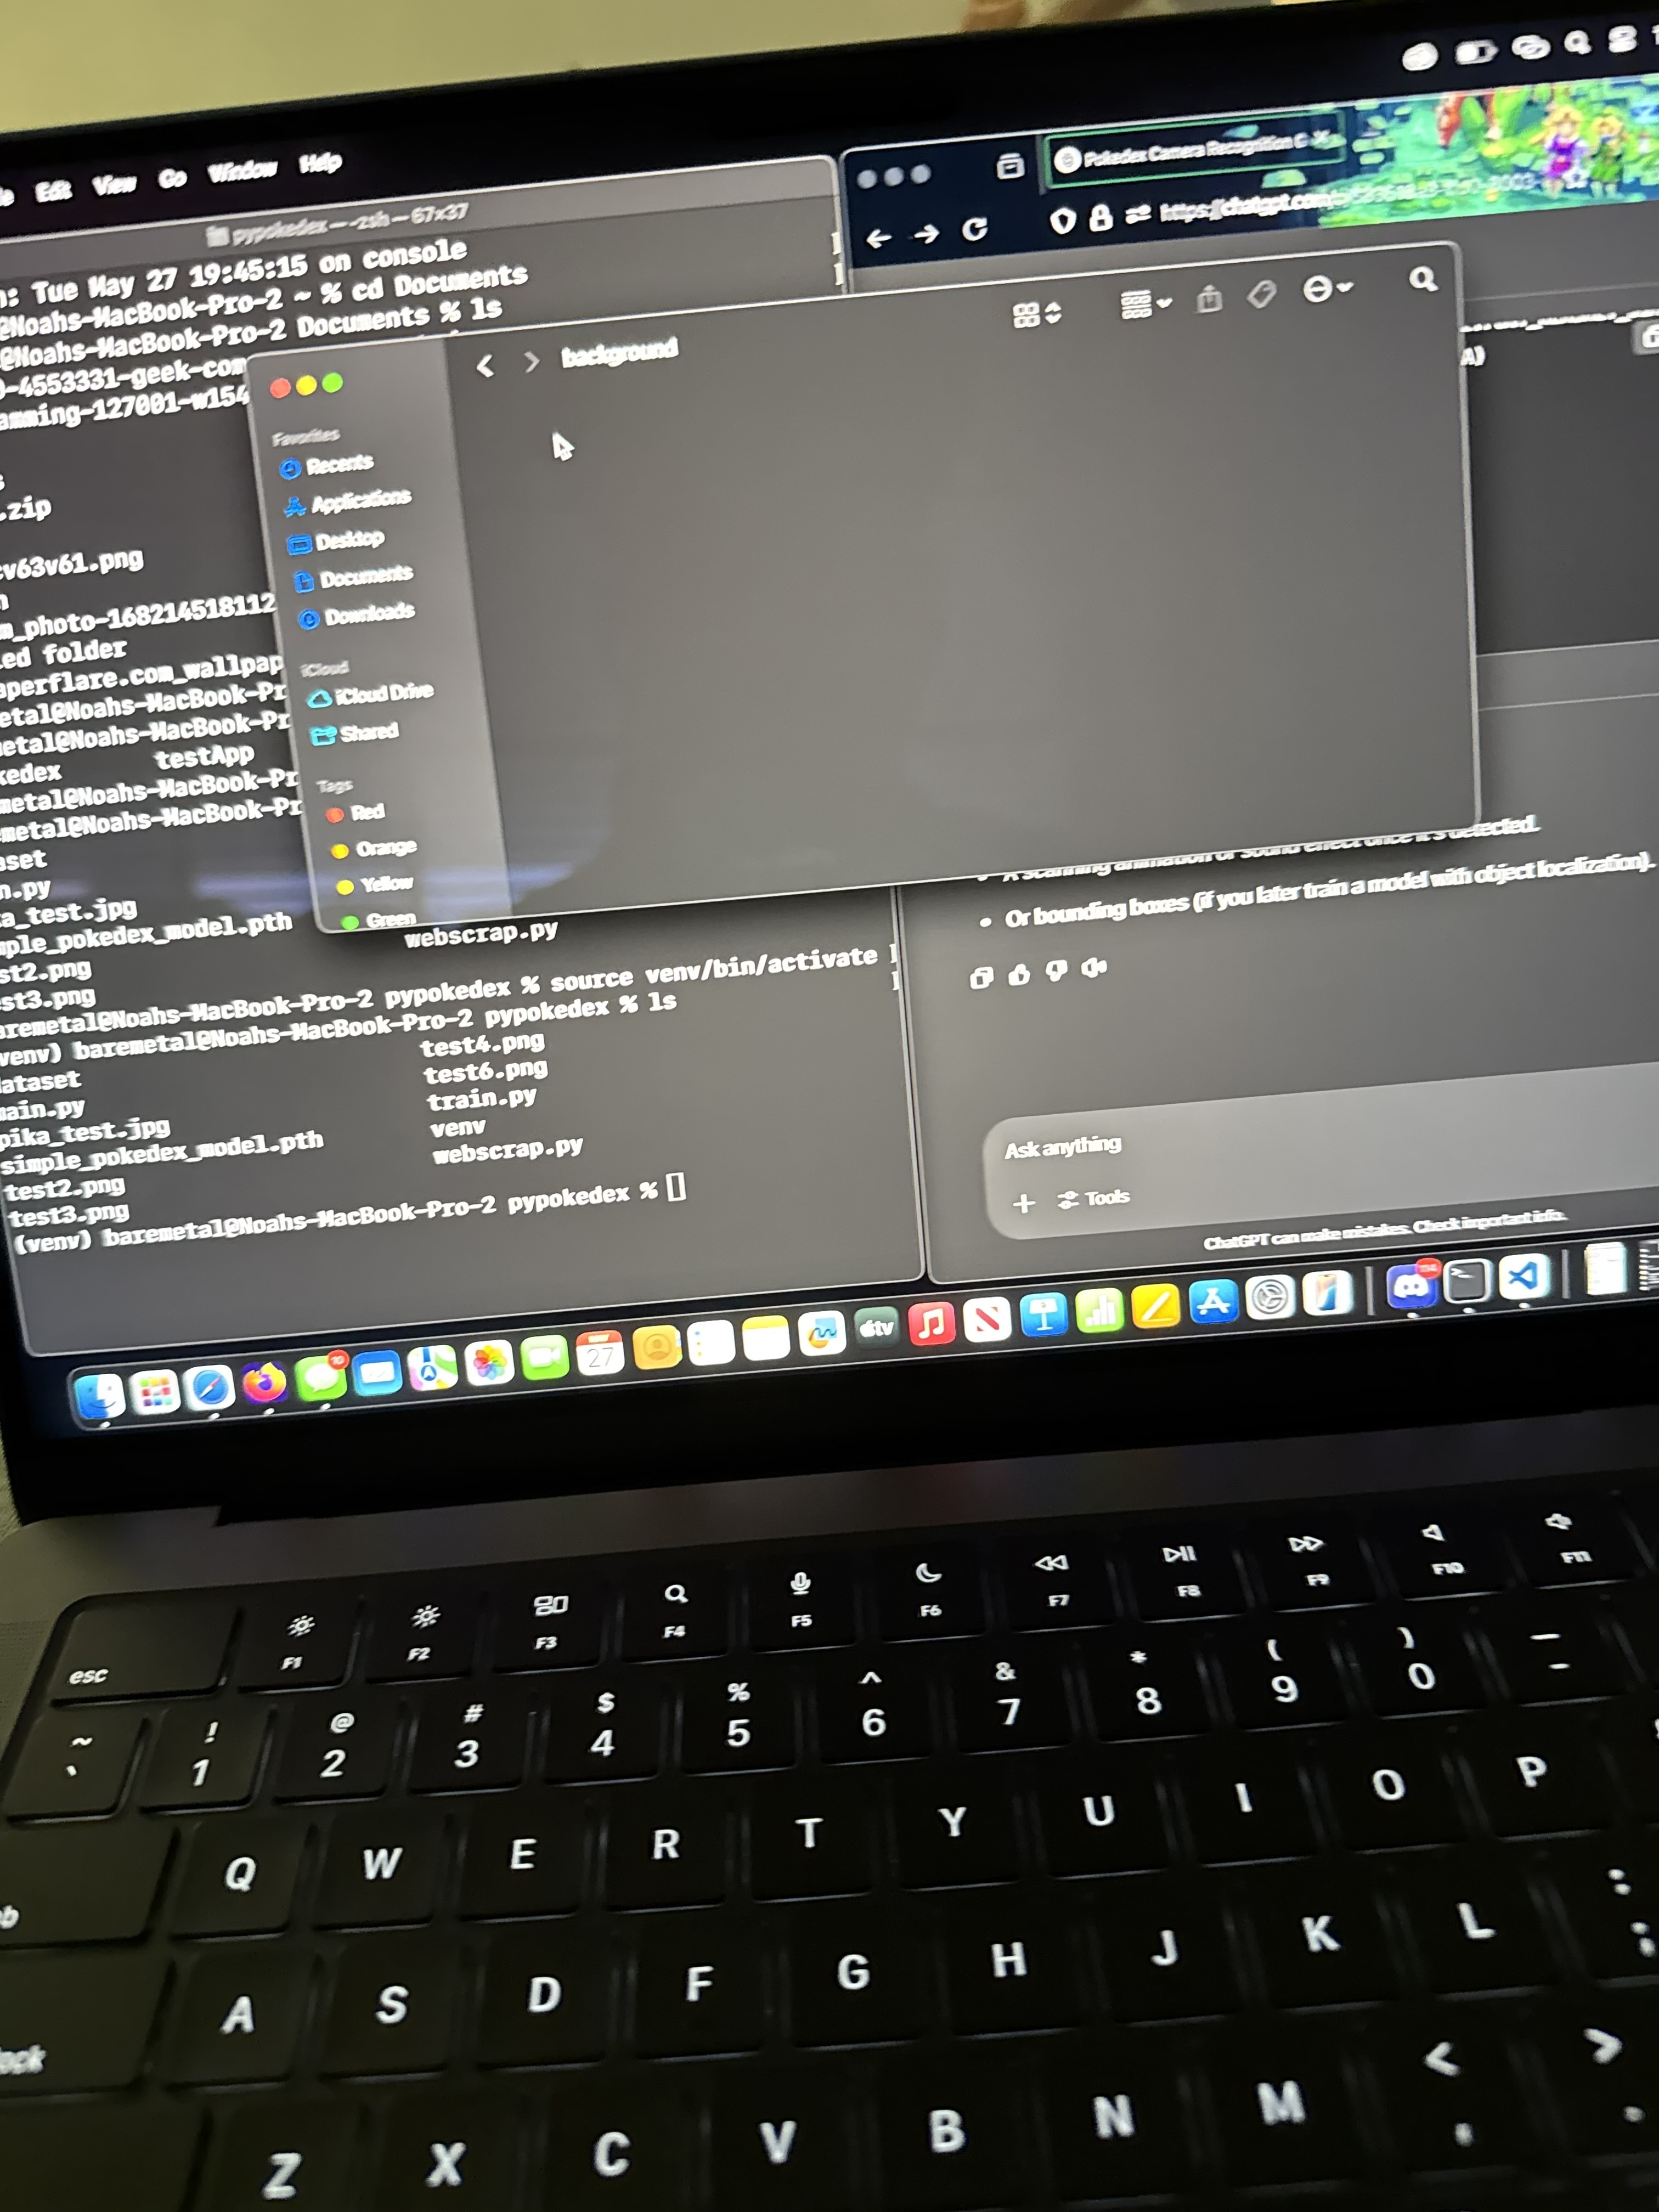 Edit View Go Window Help
pypokedex — -zsh — 67x37
n: Tue May 27 19:45:15 on console
@Noahs-MacBook-Pro-2 ~ % cd Documents
@Noahs-MacBook-Pro-2 Documents % ls
-4553331-geek-com
amming-127001-w154
.zip
v63v61.png
m_photo-168214518112
ed folder
aperflare.com_wallpap
etal@Noahs-MacBook-Pr
etal@Noahs-MacBook-Pr
kedex testApp
metal@Noahs-MacBook-Pr
metal@Noahs-MacBook-Pr
aset
n.py
a_test.jpg
mple_pokedex_model.pth
st2.png webscrap.py
st3.png
aremetal@Noahs-MacBook-Pro-2 pypokedex % source venv/bin/activate
venv) baremetal@Noahs-MacBook-Pro-2 pypokedex % ls
dataset test4.png
main.py test6.png
pika_test.jpg train.py
simple_pokedex_model.pth venv
test2.png webscrap.py
test3.png
(venv) baremetal@Noahs-MacBook-Pro-2 pypokedex %
background
Favorites
Recents
Applications
Desktop
Documents
Downloads
iCloud
iCloud Drive
Shared
Tags
Red
Orange
Yellow
Green
Pokedex Camera Recognition
https://chatgpt.com/
A)
A scanning animation or sound effect once it's detected.
Or bounding boxes (if you later train a model with object localization).
Ask anything
+ Tools
ChatGPT can make mistakes. Check important info.
27
tv
esc F1 F2 F3 F4 F5 F6 F7 F8 F9 F10 F11
~ ! @ # $ % ^ & * ( ) —
` 1 2 3 4 5 6 7 8 9 0 -
b Q W E R T Y U I O P
ock A S D F G H J K L : ;
Z X C V B N M < , > .